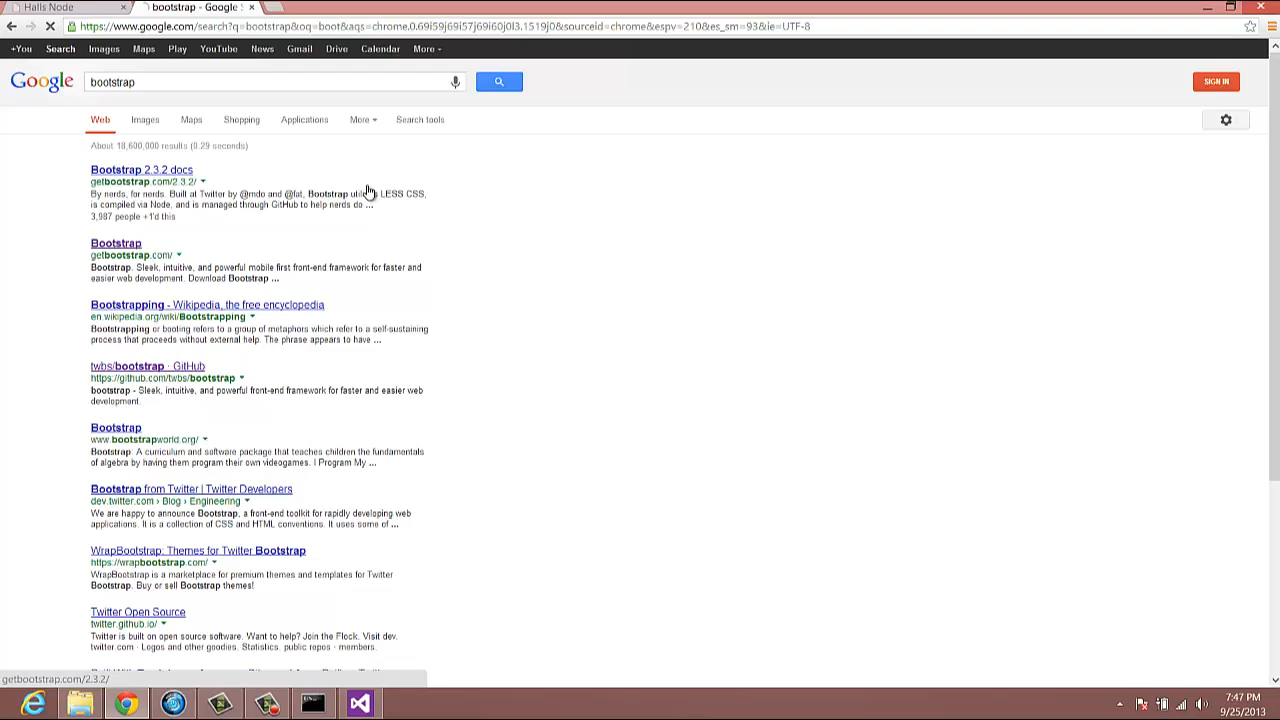 Halls Node
bootstrap - Google S
https://www.google.com/search?q=bootstrap&oq=boot&aqs=chrome.0.69i59j69i57j69i60j0l3.1519j0&sourceid=chrome&espv=210&es_sm=93&ie=UTF-8
+You Search Images Maps Play YouTube News Gmail Drive Calendar More
Google bootstrap SIGN IN
Web Images Maps Shopping Applications More Search tools
About 18,600,000 results (0.29 seconds)
Bootstrap 2.3.2 docs
getbootstrap.com/2.3.2/
By nerds, for nerds. Built at Twitter by @mdo and @fat, Bootstrap LESS CSS,
is compiled via Node, and is managed through GitHub to help nerds do ...
3,987 people +1'd this
Bootstrap
getbootstrap.com/
Bootstrap. Sleek, intuitive, and powerful mobile first front-end framework for faster and
easier web development. Download Bootstrap ...
Bootstrapping - Wikipedia, the free encyclopedia
en.wikipedia.org/wiki/Bootstrapping
Bootstrapping or booting refers to a group of metaphors which refer to a self-sustaining
process that proceeds without external help. The phrase appears to have ...
twbs/bootstrap · GitHub
https://github.com/twbs/bootstrap
bootstrap - Sleek, intuitive, and powerful front-end framework for faster and easier web
development.
Bootstrap
www.bootstrapworld.org/
Bootstrap. A curriculum and software package that teaches children the fundamentals
of algebra by having them program their own videogames. I Program My ...
Bootstrap from Twitter | Twitter Developers
dev.twitter.com › Blog › Engineering
We are happy to announce Bootstrap, a front-end toolkit for rapidly developing web
applications. It is a collection of CSS and HTML conventions. It uses some of ...
WrapBootstrap: Themes for Twitter Bootstrap
https://wrapbootstrap.com/
WrapBootstrap is a marketplace for premium themes and templates for Twitter
Bootstrap. Buy or sell Bootstrap themes!
Twitter Open Source
twitter.github.io/
Twitter is built on open source software. Want to help? Join the Flock. Visit dev.
twitter.com · Logos and other goodies. Statistics. public repos · members.
getbootstrap.com/2.3.2/
7:47 PM
9/25/2013